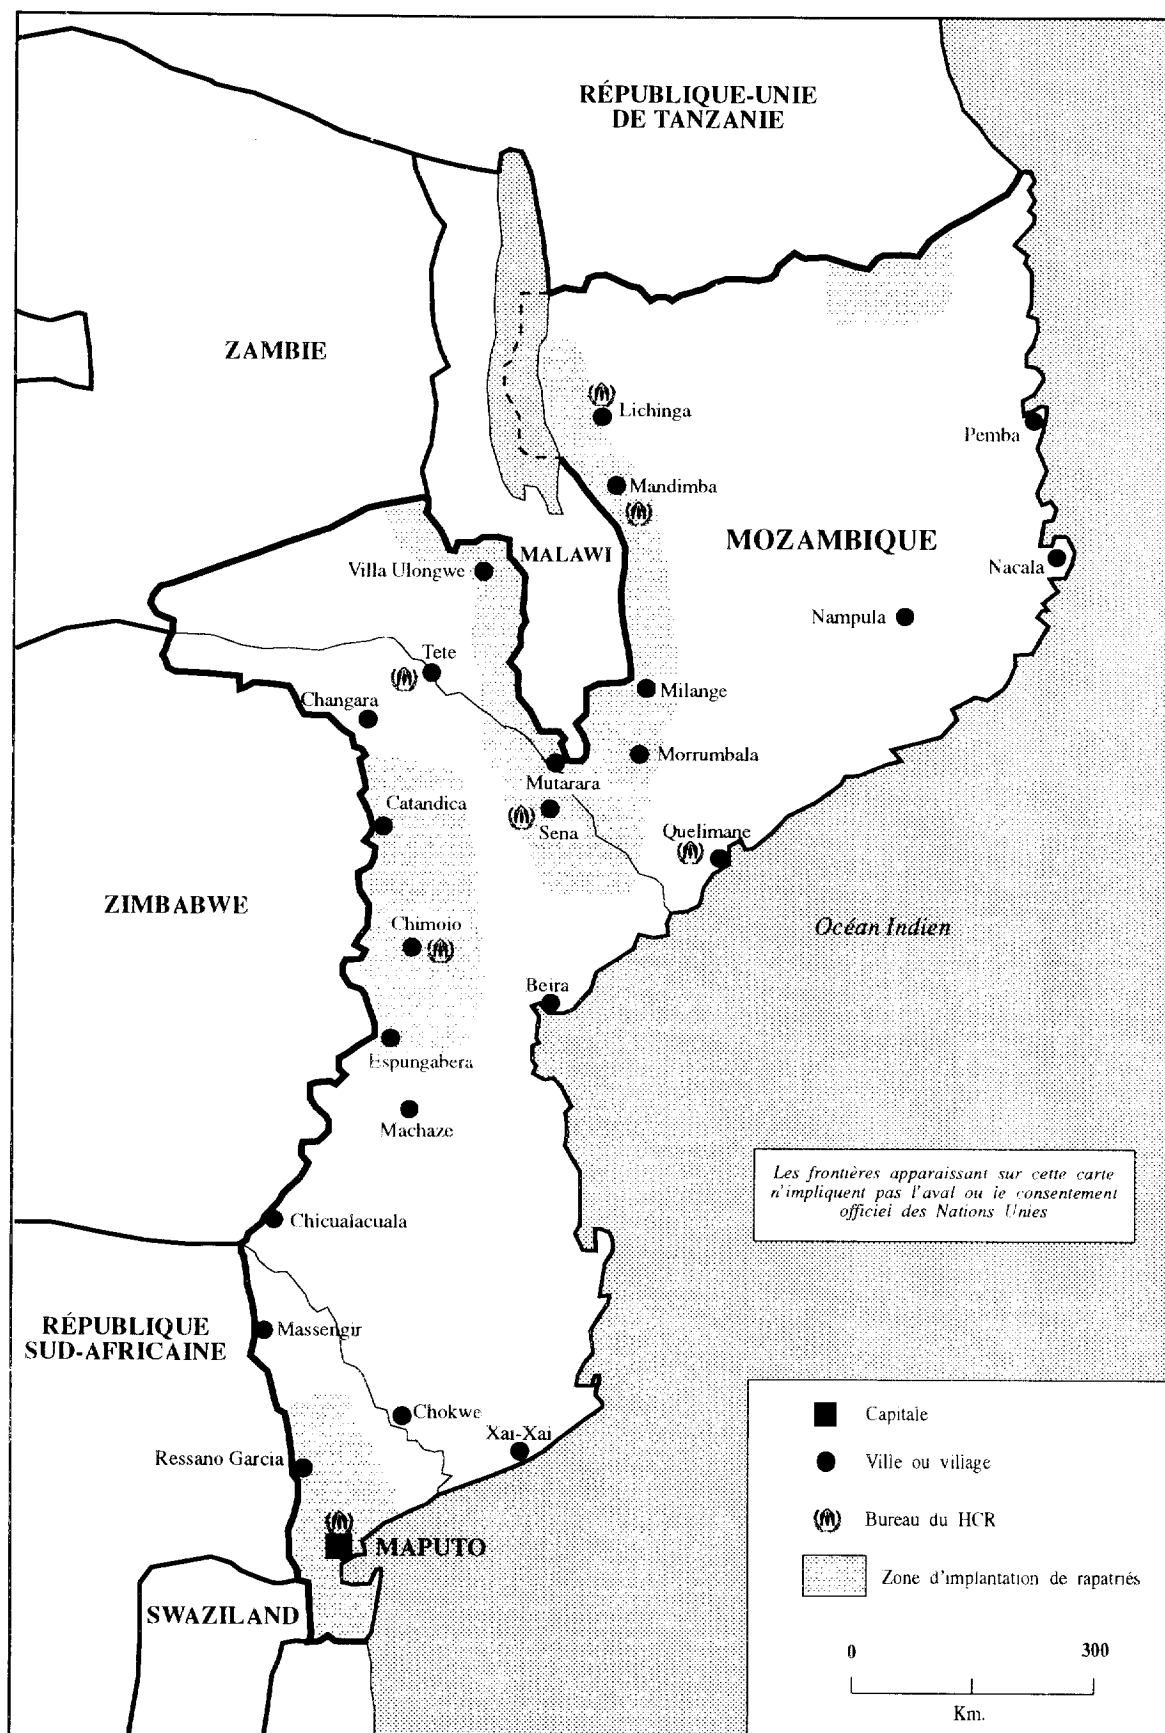 RÉPUBLIQUE-UNIE
DE TANZANIE
ZAMBIE
Lichinga
Pemba
Mandimba
MOZAMBIQUE
MALAWI
Villa Ulongwe
Nacala
Nampula
Tete
Changara
Milange
Morrumbala
Mutarara
Catandica
Sena
Quelimane
ZIMBABWE
Chimoio
Océan Indien
Beira
Espungabera
Machaze
Les frontières apparaissant sur cette carte
n'impliquent pas l'aval ou le consentement
officiel des Nations Unies
Chicualacuala
RÉPUBLIQUE
SUD-AFRICAINE
Massengir
Chokwe
Xai-Xai
Ressano Garcia
MAPUTO
SWAZILAND
Capitale
Ville ou village
Bureau du HCR
Zone d'implantation de rapatriés
0 300
Km.